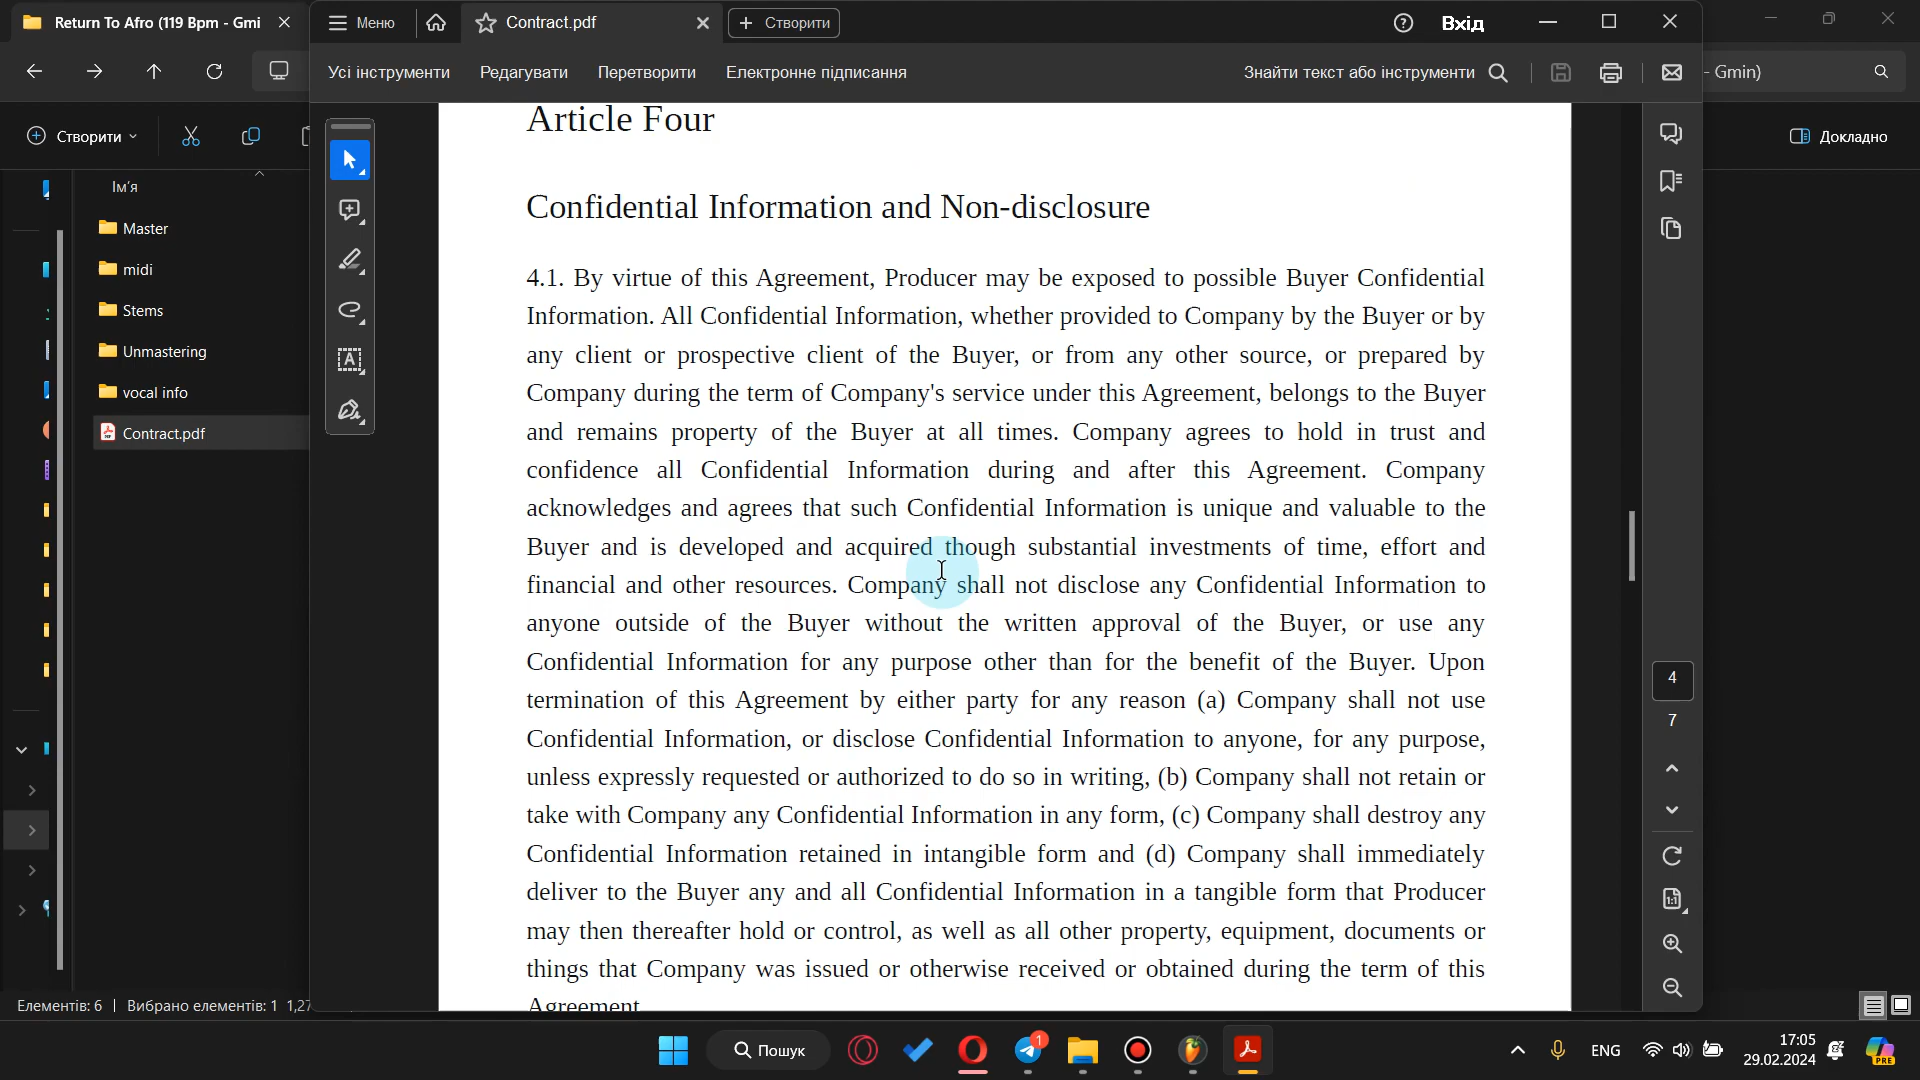 Return To Afro (119 Bpm - Gmi
Меню
Contract.pdf
Створити
Вхід
Усі інструменти
Редагувати
Перетворити
Електронне підписання
Знайти текст або інструменти
- Gmin)
Створити
Докладно
Ім'я
Master
midi
Stems
Unmastering
vocal info
Contract.pdf
Article Four
Confidential Information and Non-disclosure
4.1. By virtue of this Agreement, Producer may be exposed to possible Buyer Confidential
Information. All Confidential Information, whether provided to Company by the Buyer or by
any client or prospective client of the Buyer, or from any other source, or prepared by
Company during the term of Company's service under this Agreement, belongs to the Buyer
and remains property of the Buyer at all times. Company agrees to hold in trust and
confidence all Confidential Information during and after this Agreement. Company
acknowledges and agrees that such Confidential Information is unique and valuable to the
Buyer and is developed and acquired though substantial investments of time, effort and
financial and other resources. Company shall not disclose any Confidential Information to
anyone outside of the Buyer without the written approval of the Buyer, or use any
Confidential Information for any purpose other than for the benefit of the Buyer. Upon
termination of this Agreement by either party for any reason (a) Company shall not use
Confidential Information, or disclose Confidential Information to anyone, for any purpose,
unless expressly requested or authorized to do so in writing, (b) Company shall not retain or
take with Company any Confidential Information in any form, (c) Company shall destroy any
Confidential Information retained in intangible form and (d) Company shall immediately
deliver to the Buyer any and all Confidential Information in a tangible form that Producer
may then thereafter hold or control, as well as all other property, equipment, documents or
things that Company was issued or otherwise received or obtained during the term of this
Agreement.
4
7
Елементів: 6
Вибрано елементів: 1 1,27
Пошук
1
ENG
17:05
29.02.2024
PRE